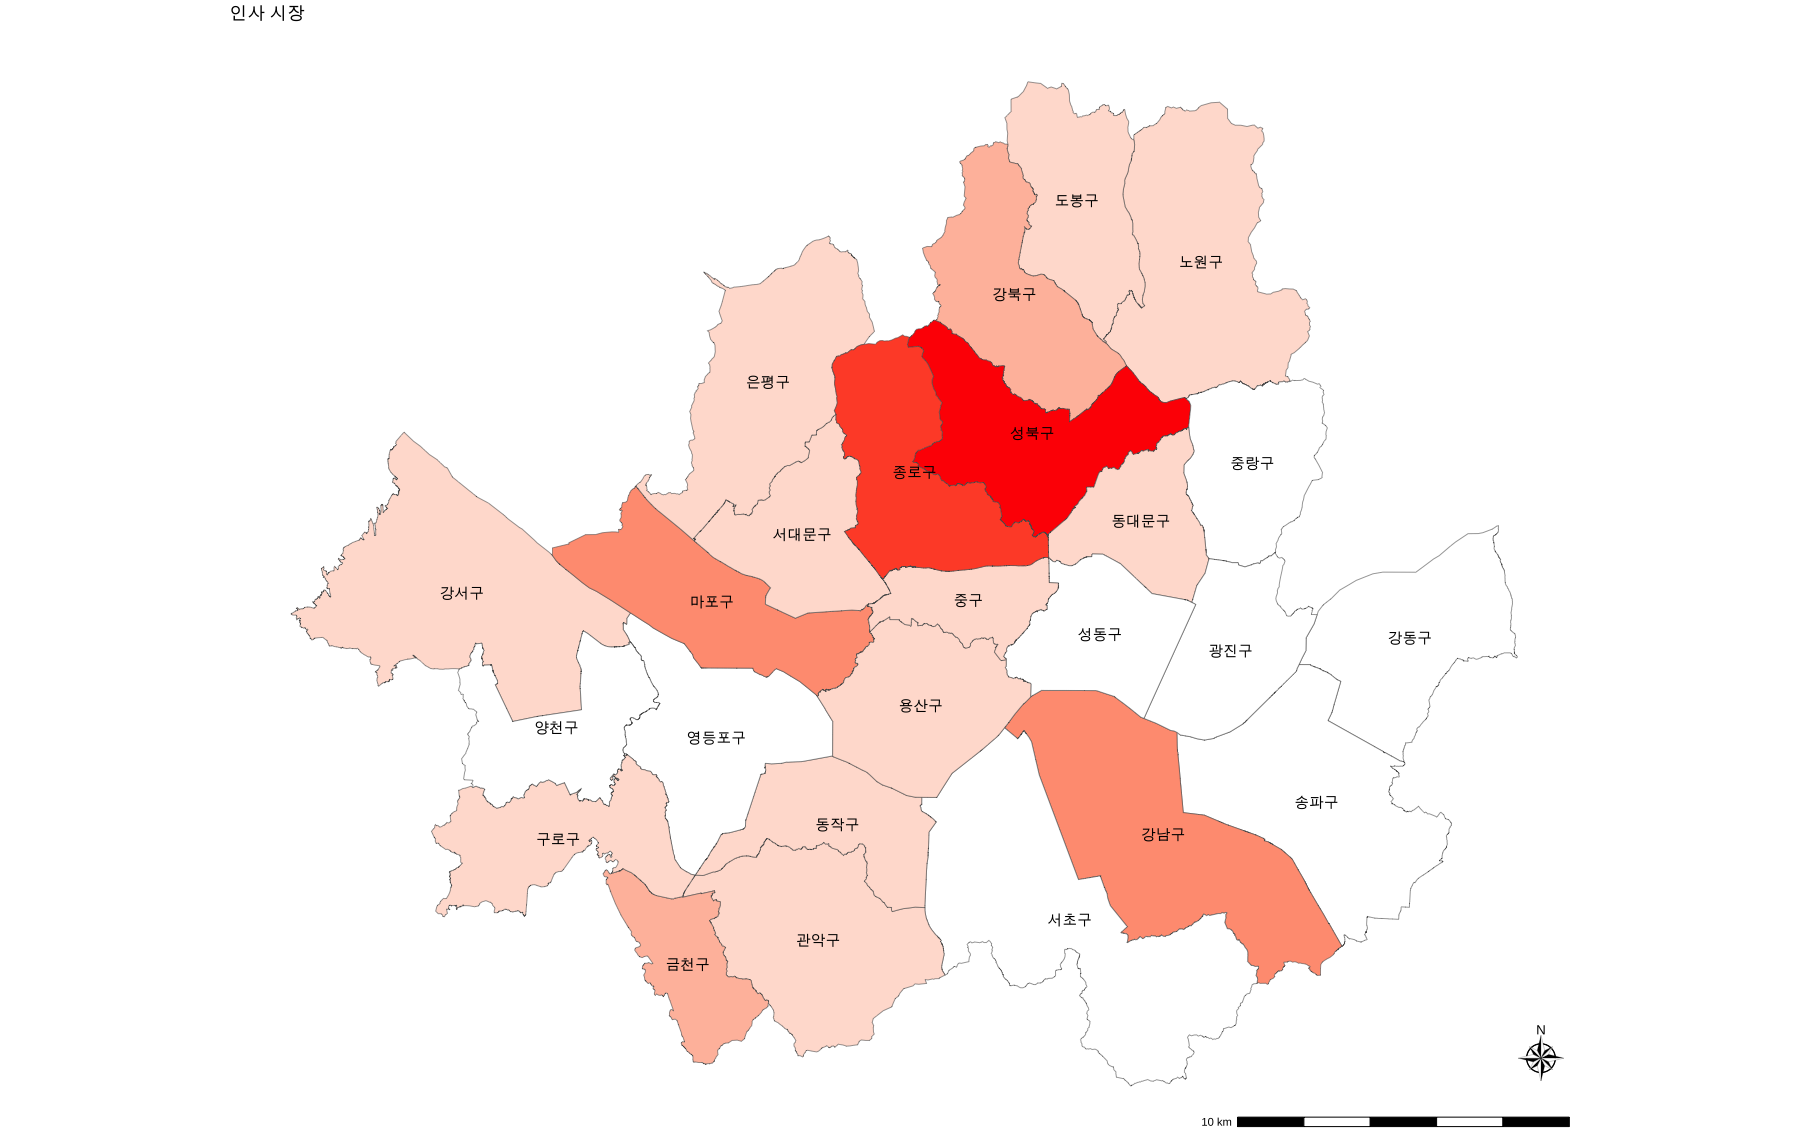 인사 시장
도봉구
노원구
강북구
은평구
성북구
중랑구
종로구
동대문구
서대문구
강서구
마포구
중구
성동구
강동구
광진구
용산구
양천구
영등포구
송파구
동작구
강남구
구로구
서초구
관악구
금천구
N
10 km